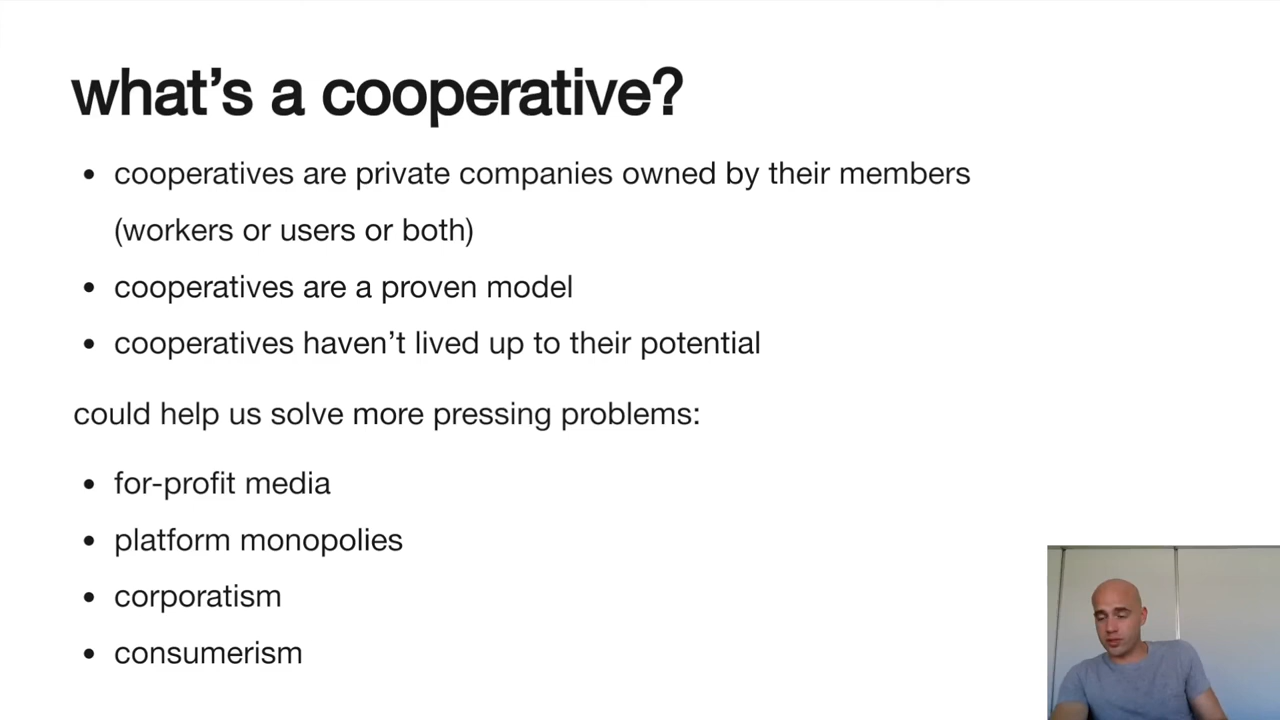 what's a cooperative?
• cooperatives are private companies owned by their members
(workers or users or both)
• cooperatives are a proven model
• cooperatives haven't lived up to their potential
could help us solve more pressing problems:
• for-profit media
• platform monopolies
• corporatism
• consumerism